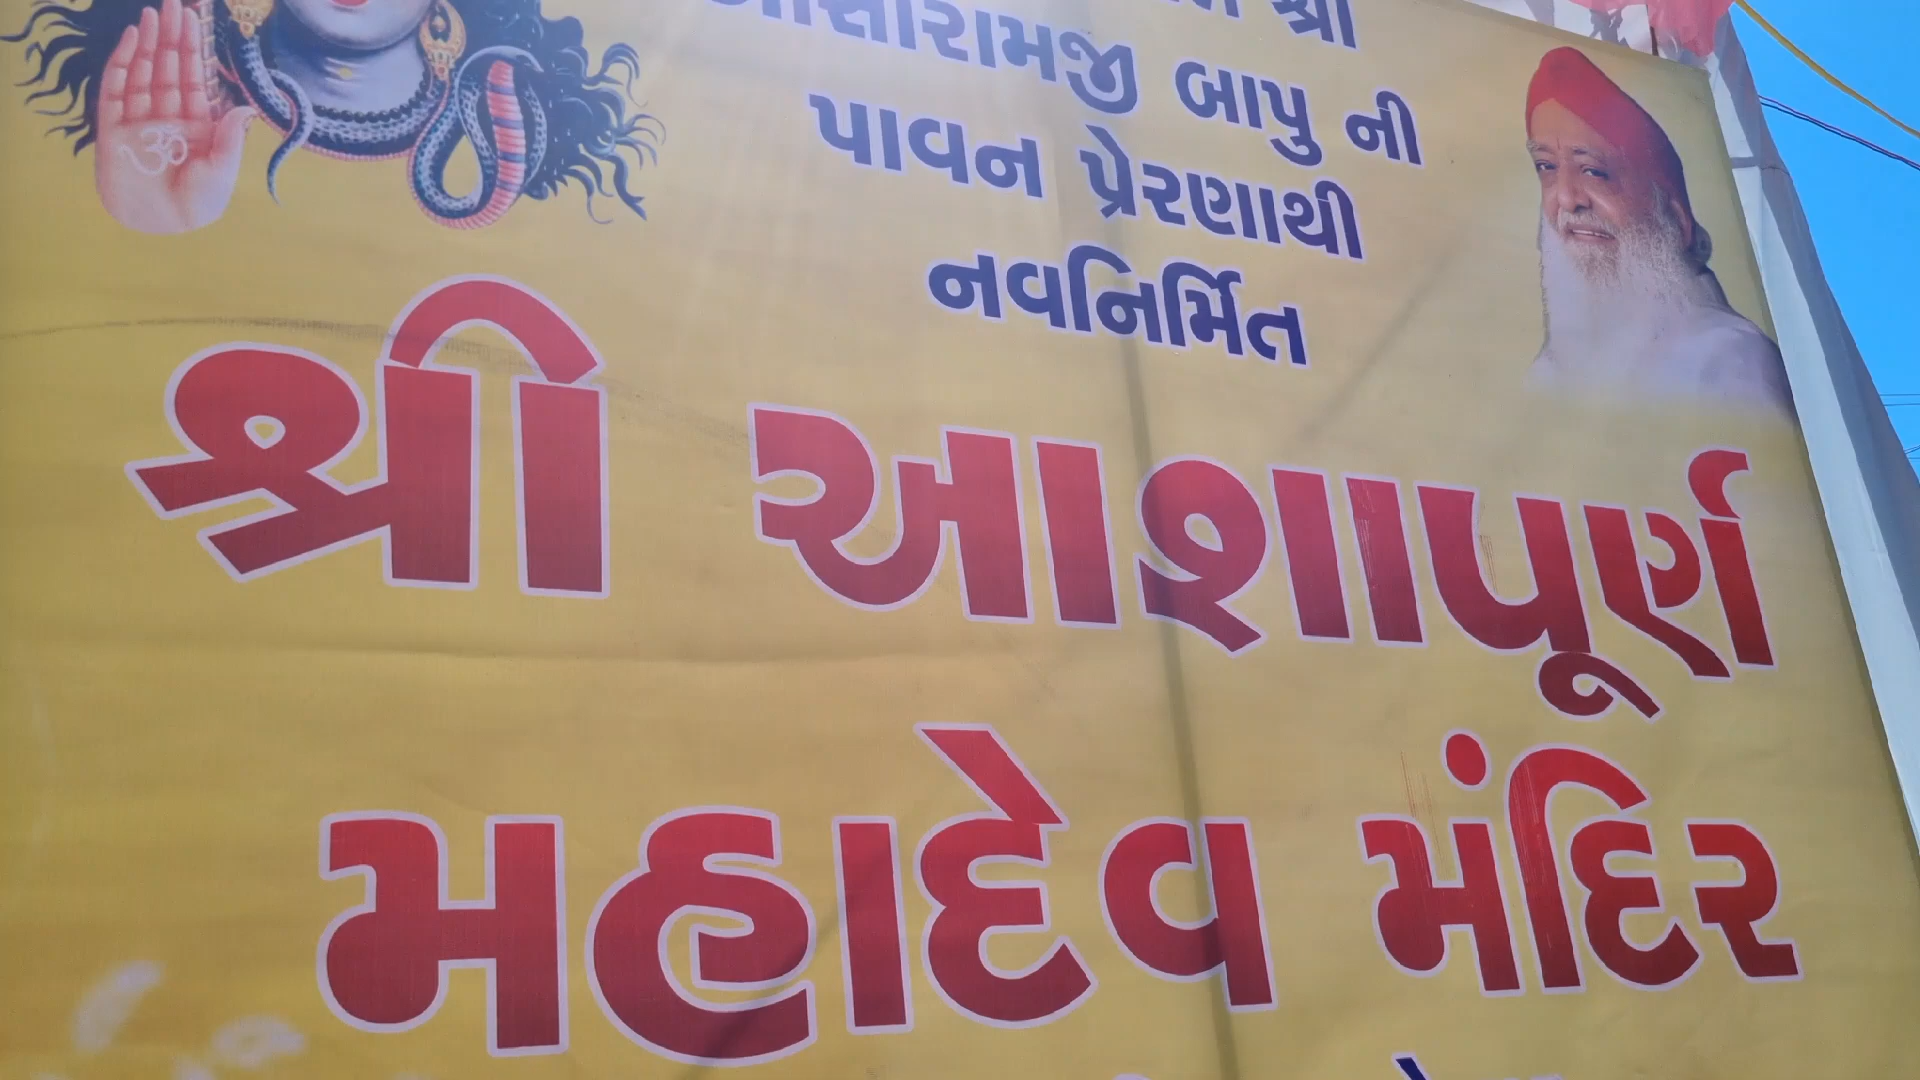 શ્રી
આસારામજી બાપુ ની
પાવન પ્રેરણાથી
નવનિર્મિત
શ્રી આશાપૂર્ણ
મહાદેવ મંદિર
ॐ